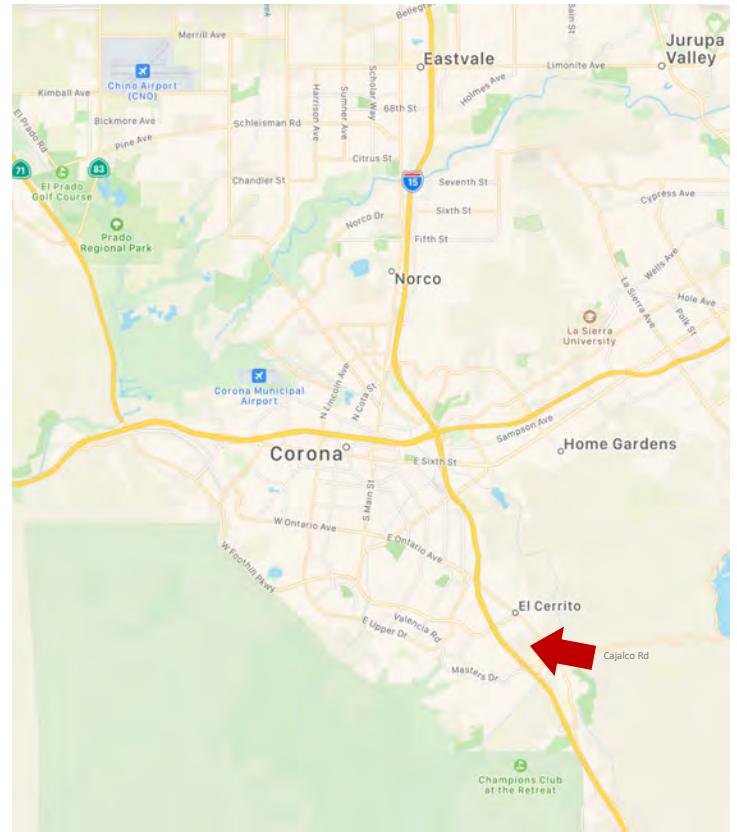 Bellegra
Merrill Ave
Main St
Jurupa
Valley
Eastvale
Limonite Ave
Chino Airport
(CNO)
Kimball Ave
Harrison Ave
Sumner Ave
Scholar Way
Holmes Ave
68th St
El Prado Rd
Bickmore Ave
Schleisman Rd
Pine Ave
Citrus St
71
83
Chandler St
15
Seventh St
El Prado
Golf Course
Cypress Ave
Sixth St
Norco Dr
Prado
Regional Park
Fifth St
Wells Ave
Norco
La Sierra Ave
Hole Ave
Polk St
La Sierra
University
Corona Municipal
Airport
N Lincoln Ave
N Cota St
Sampson Ave
Corona
Home Gardens
E Sixth St
S Main St
W Ontario Ave
E Ontario Ave
W Foothill Pkwy
El Cerrito
Valencia Rd
E Upper Dr
Cajalco Rd
Masters Dr
Champions Club
at the Retreat